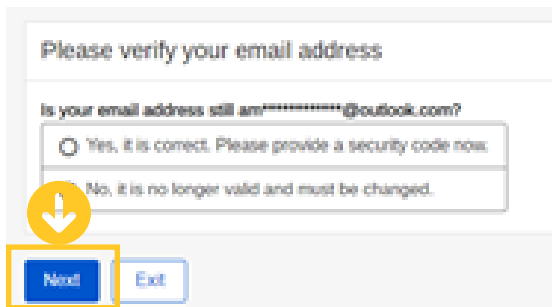 Please verify your email address
Is your email address still am*************@outlook.com?
Yes, it is correct. Please provide a security code now.
No, it is no longer valid and must be changed.
Next
Exit